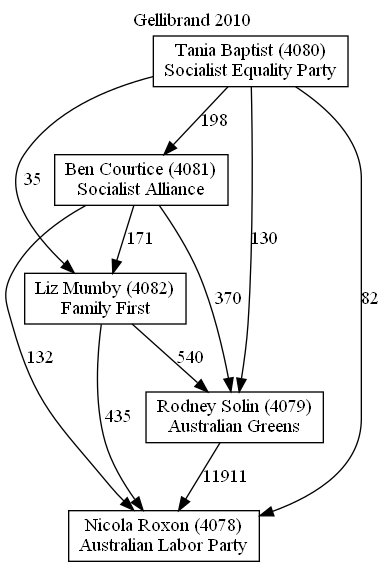 Gellibrand 2010
Tania Baptist (4080)
Socialist Equality Party
198
Ben Courtice (4081)
Socialist Alliance
35
171
130
Liz Mumby (4082)
Family First
370
82
132
540
435
Rodney Solin (4079)
Australian Greens
11911
Nicola Roxon (4078)
Australian Labor Party